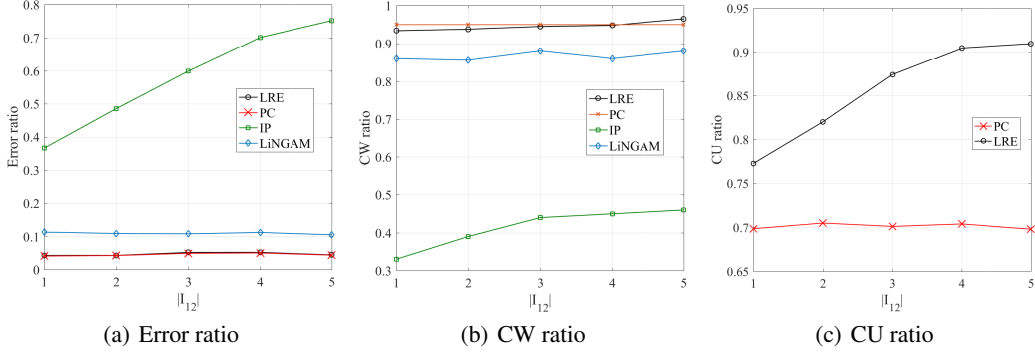 0.8
0.7
0.6
0.5
0.4
0.3
0.2
0.1
0
Error ratio
LRE
PC
IP
LiNGAM
1 2 3 4 5
|I12|
(a) Error ratio
1
0.9
0.8
0.7
0.6
0.5
0.4
0.3
CW ratio
LRE
PC
IP
LiNGAM
1 2 3 4 5
|I12|
(b) CW ratio
0.95
0.9
0.85
0.8
0.75
0.7
0.65
CU ratio
PC
LRE
1 2 3 4 5
|I12|
(c) CU ratio